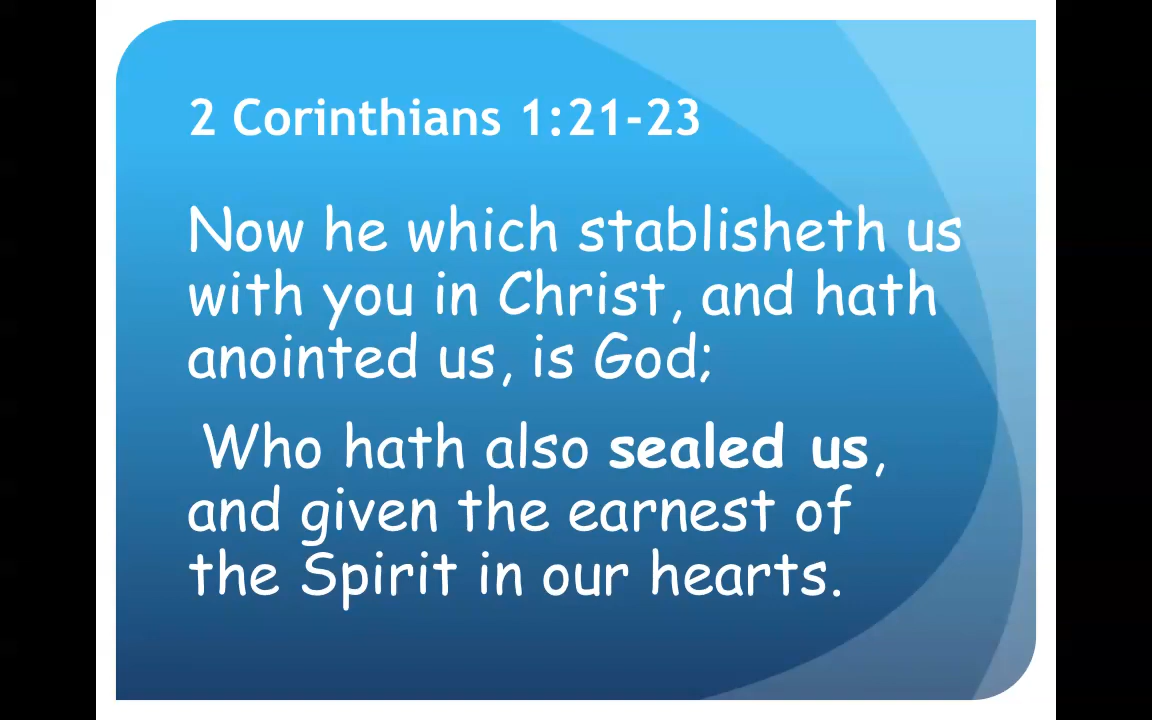 2 Corinthians 1:21-23
Now he which stablisheth us
with you in Christ, and hath
anointed us, is God;
Who hath also sealed us,
and given the earnest of
the Spirit in our hearts.